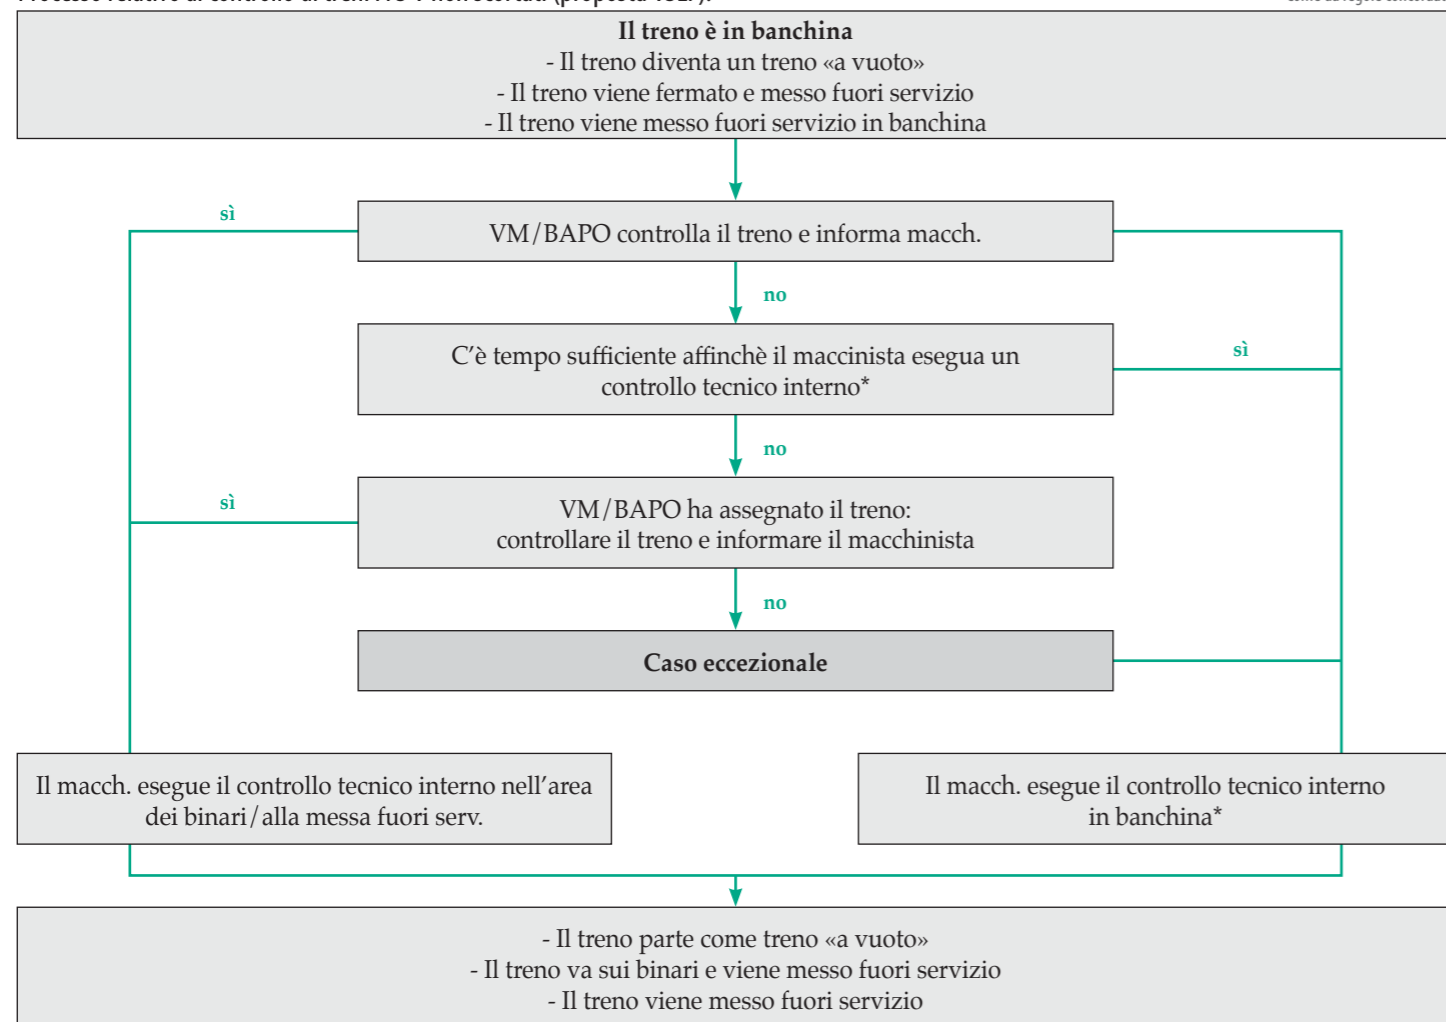 Il treno è in banchina
- Il treno diventa un treno «a vuoto»
- Il treno viene fermato e messo fuori servizio
- Il treno viene messo fuori servizio in banchina
sì
VM/BAPO controlla il treno e informa macch.
no
C'è tempo sufficiente affinchè il maccinista esegua un
controllo tecnico interno*
sì
no
sì
VM/BAPO ha assegnato il treno:
controllare il treno e informare il macchinista
no
Caso eccezionale
Il macch. esegue il controllo tecnico interno nell'area
dei binari/alla messa fuori serv.
Il macch. esegue il controllo tecnico interno
in banchina*
- Il treno parte come treno «a vuoto»
- Il treno va sui binari e viene messo fuori servizio
- Il treno viene messo fuori servizio